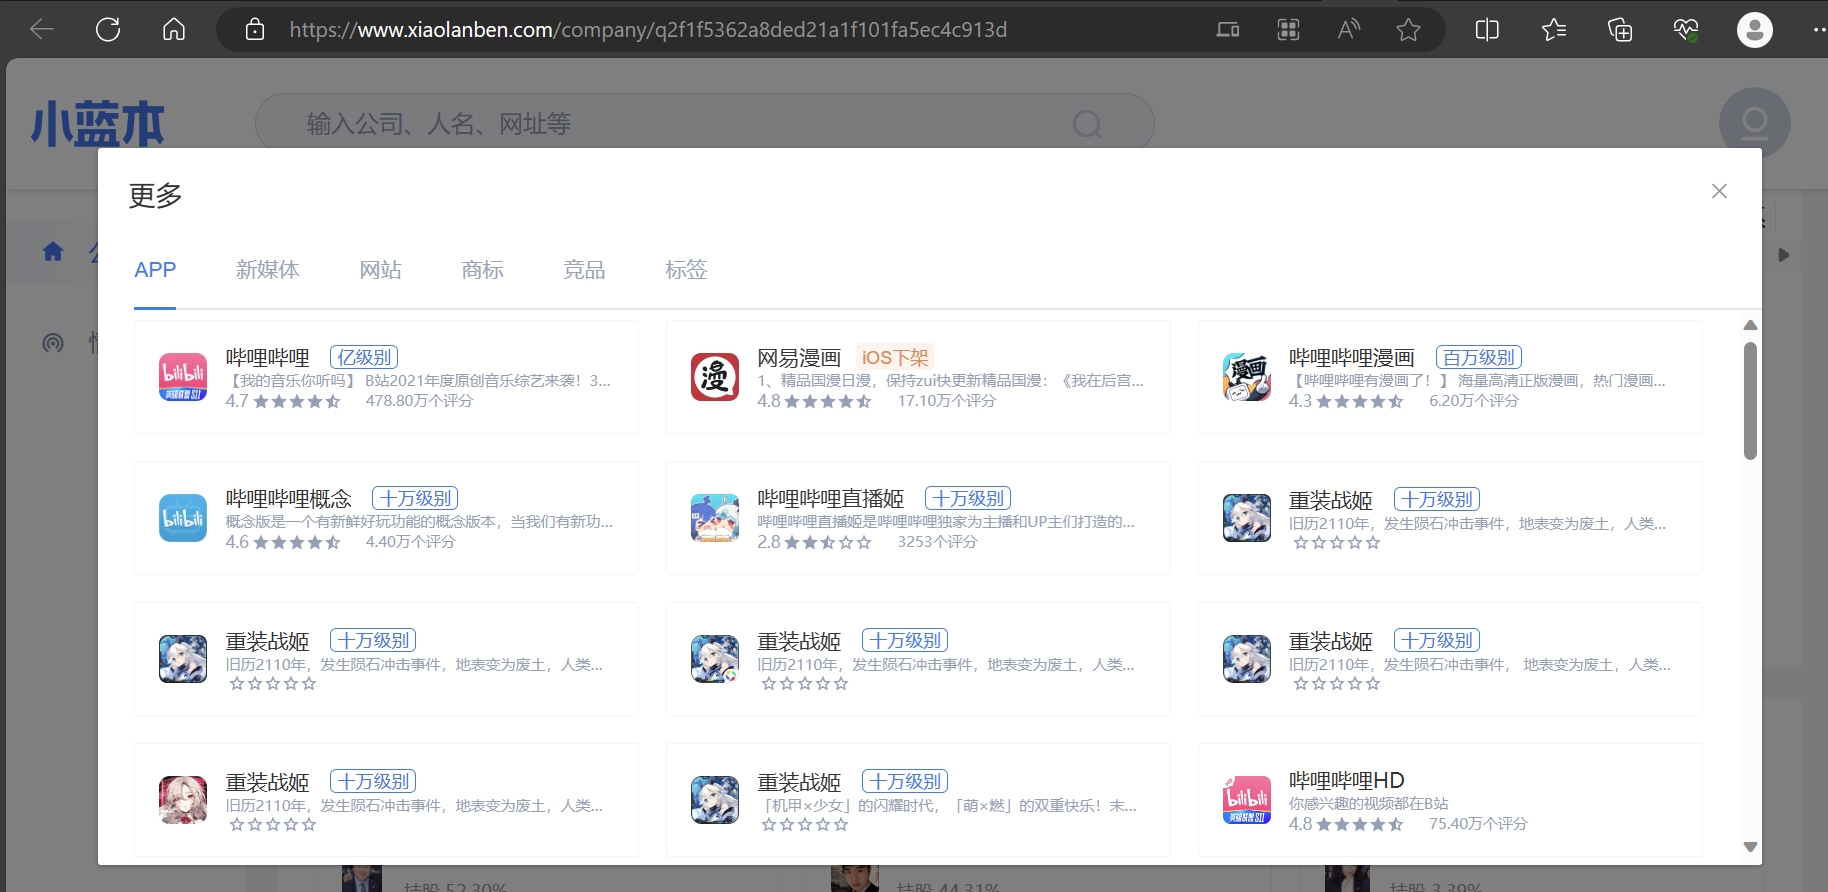 https://www.xiaolanben.com/company/q2f1f5362a8ded21a1f101fa5ec4c913d
小蓝本
输入公司、人名、网址等
更多
APP 新媒体 网站 商标 竞品 标签
哔哩哔哩 亿级别
【我的音乐你听吗】 B站2021年度原创音乐综艺来袭！3...
4.7 478.80万个评分
网易漫画 iOS下架
1、精品国漫日漫，保持zui快更新精品国漫：《我在后宫...
4.8 17.10万个评分
哔哩哔哩漫画 百万级别
【哔哩哔哩有漫画了！】 海量高清正版漫画，热门漫画...
4.3 6.20万个评分
哔哩哔哩概念 十万级别
概念版是一个有新鲜好玩功能的概念版本，当我们有新功...
4.6 4.40万个评分
哔哩哔哩直播姬 十万级别
哔哩哔哩直播姬是哔哩哔哩独家为主播和UP主们打造的...
2.8 3253个评分
重装战姬 十万级别
旧历2110年，发生陨石冲击事件，地表变为废土，人类...
重装战姬 十万级别
旧历2110年，发生陨石冲击事件，地表变为废土，人类...
重装战姬 十万级别
旧历2110年，发生陨石冲击事件，地表变为废土，人类...
重装战姬 十万级别
旧历2110年，发生陨石冲击事件， 地表变为废土，人类...
重装战姬 十万级别
旧历2110年，发生陨石冲击事件，地表变为废土，人类...
重装战姬 十万级别
「机甲×少女」的闪耀时代，「萌×燃」的双重快乐！末...
哔哩哔哩HD
你感兴趣的视频都在B站
4.8 75.40万个评分
持股 52.30%
持股 44.31%
持股 3.39%